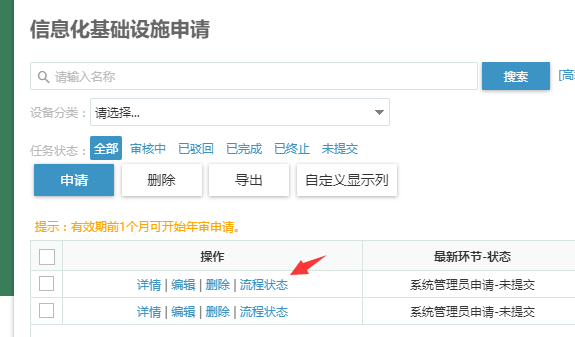 信息化基础设施申请
请输入名称 搜索 [高
设备分类： 请选择...
任务状态： 全部 审核中 已驳回 已完成 已终止 未提交
申请 删除 导出 自定义显示列
提示：有效期前1个月可开始年审申请。
操作 最新环节-状态
详情 | 编辑 | 删除 | 流程状态 系统管理员申请-未提交
详情 | 编辑 | 删除 | 流程状态 系统管理员申请-未提交